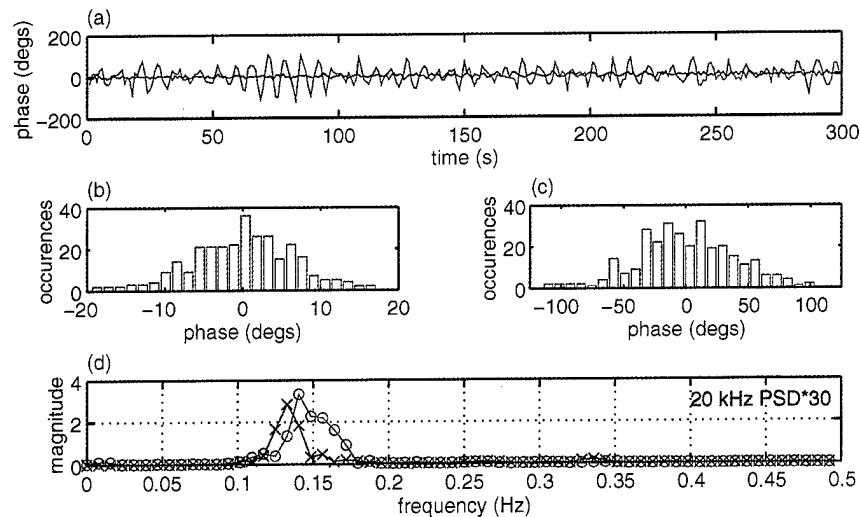 (a)
200
0
-200
phase (degs)
0 50 100 150 200 250 300
time (s)
(b)
40
20
0
occurences
-20 -10 0 10 20
phase (degs)
(c)
40
20
0
occurences
-100 -50 0 50 100
phase (degs)
(d)
4
2
0
magnitude
20 kHz PSD*30
0 0.05 0.1 0.15 0.2 0.25 0.3 0.35 0.4 0.45 0.5
frequency (Hz)